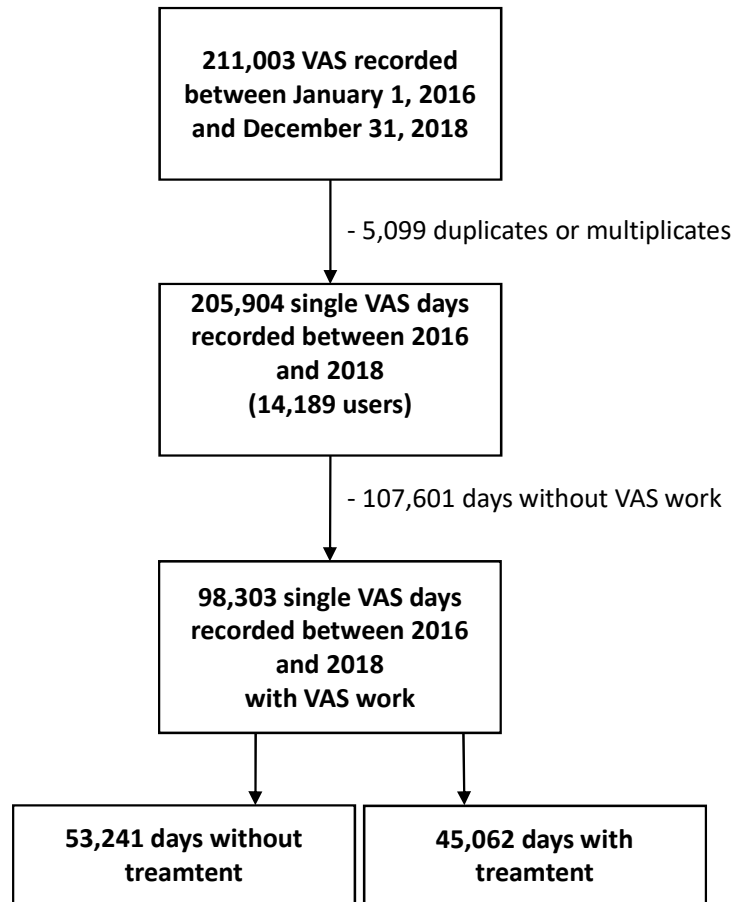 211,003 VAS recorded
between January 1, 2016
and December 31, 2018
- 5,099 duplicates or multiplicates
205,904 single VAS days
recorded between 2016
and 2018
(14,189 users)
- 107,601 days without VAS work
98,303 single VAS days
recorded between 2016
and 2018
with VAS work
53,241 days without
treamtent
45,062 days with
treamtent